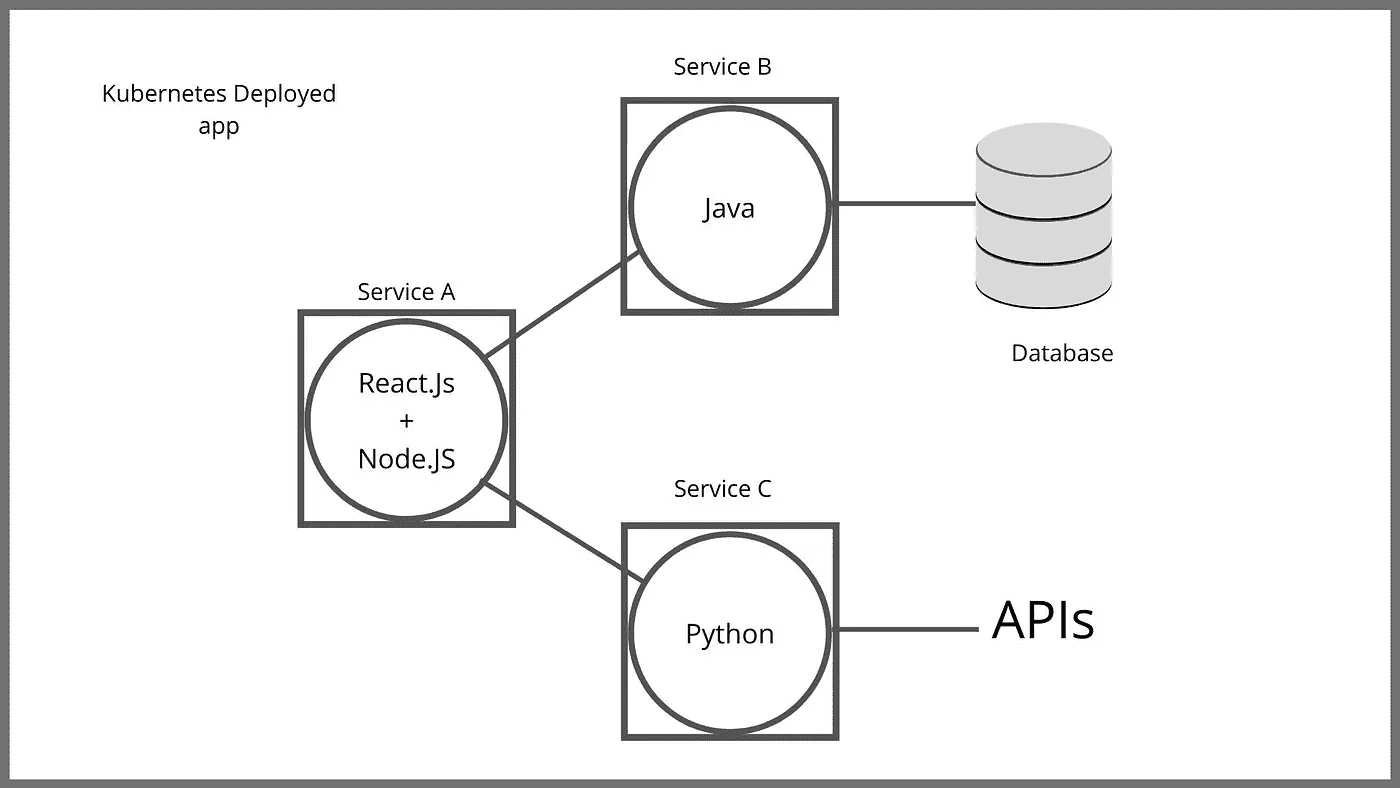 Kubernetes Deployed
app
Service B
Java
Database
Service A
React.Js
+
Node.JS
Service C
Python
APIs